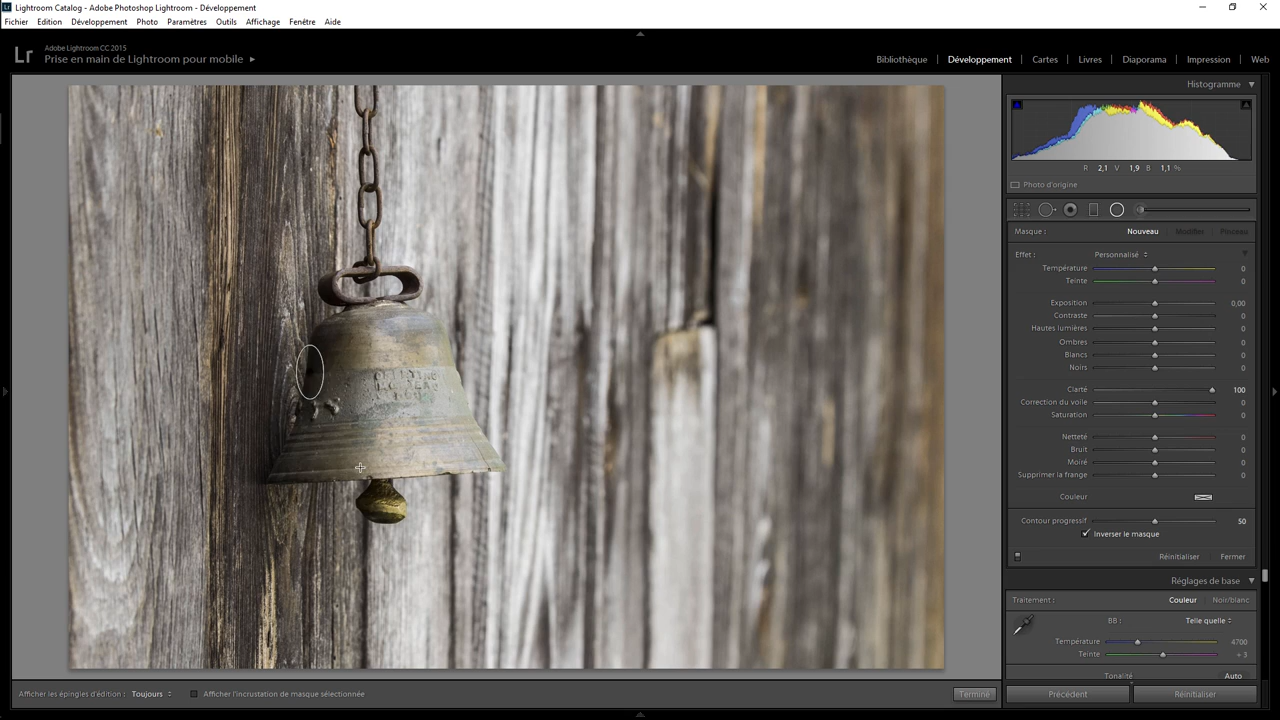 Lightroom Catalog - Adobe Photoshop Lightroom - Développement
Fichier Edition Développement Photo Paramètres Outils Affichage Fenêtre Aide
Lr
Adobe Lightroom CC 2015
Prise en main de Lightroom pour mobile
Bibliothèque | Développement | Cartes | Livres | Diaporama | Impression | Web
Histogramme
R 2,1 V 1,9 B 1,1 %
Photo d'origine
Masque : Nouveau Modifier Pinceau
Effet : Personnalisé
Température 0
Teinte 0
Exposition 0,00
Contraste 0
Hautes lumières 0
Ombres 0
Blancs 0
Noirs 0
Clarté 100
Correction du voile 0
Saturation 0
Netteté 0
Bruit 0
Moiré 0
Supprimer la frange 0
Couleur
Contour progressif 50
Inverser le masque
Réinitialiser Fermer
Réglages de base
Traitement : Couleur Noir/blanc
BB : Telle quelle
Température 4700
Teinte + 3
Tonalité Auto
Afficher les épingles d'édition : Toujours Afficher l'incrustation de masque sélectionnée Terminé
Précédent Réinitialiser